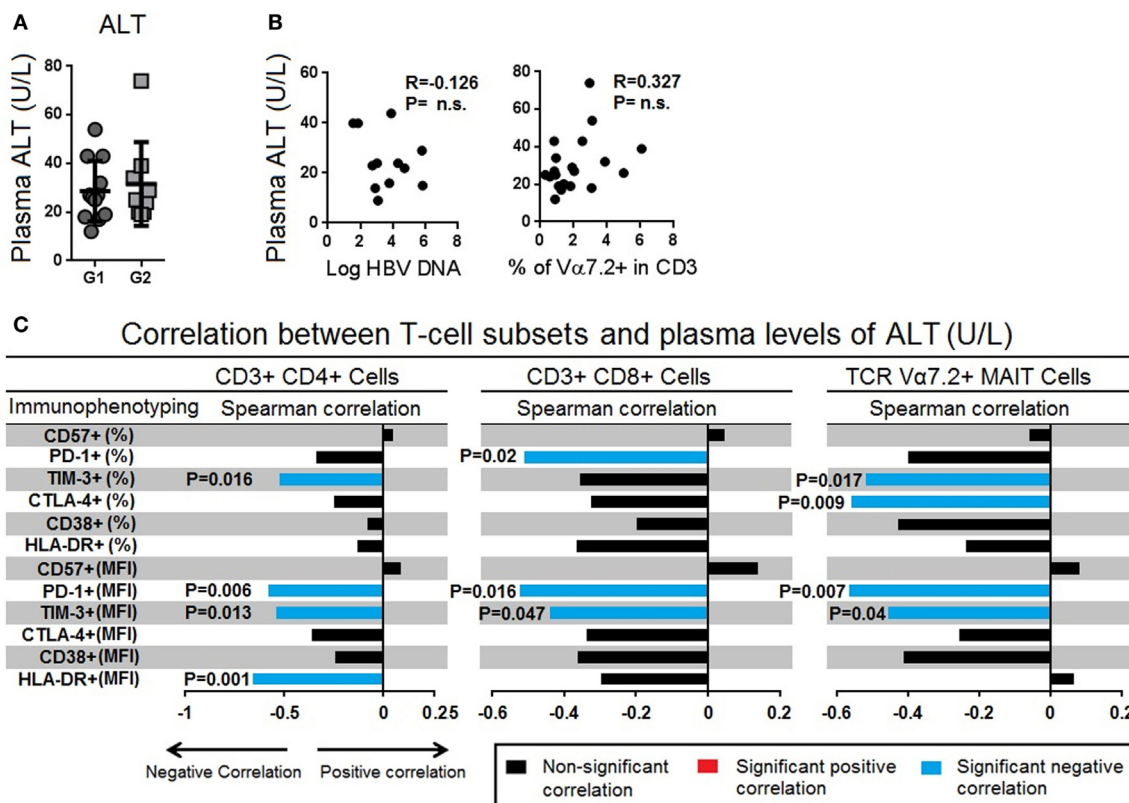 A
ALT
Plasma ALT (U/L)
80
60
40
20
0
G1 G2
B
Plasma ALT (U/L)
60
40
20
0
R=-0.126
P= n.s.
0 2 4 6 8
Log HBV DNA
80
60
40
20
0
R=0.327
P= n.s.
0 2 4 6 8
% of Vα7.2+ in CD3
C
Correlation between T-cell subsets and plasma levels of ALT (U/L)
CD3+ CD4+ Cells CD3+ CD8+ Cells TCR Vα7.2+ MAIT Cells
Immunophenotyping Spearman correlation Spearman correlation Spearman correlation
CD57+ (%)
PD-1+ (%) P=0.02
TIM-3+ (%) P=0.016 P=0.017
CTLA-4+ (%) P=0.009
CD38+ (%)
HLA-DR+ (%)
CD57+ (MFI)
PD-1+ (MFI) P=0.006 P=0.016 P=0.007
TIM-3+ (MFI) P=0.013 P=0.047 P=0.04
CTLA-4+ (MFI)
CD38+ (MFI)
HLA-DR+ (MFI) P=0.001
-1 -0.5 0 0.25 -0.6 -0.4 -0.2 0 0.2 -0.6 -0.4 -0.2 0 0.2
Negative Correlation Positive correlation
Non-significant correlation
Significant positive correlation
Significant negative correlation